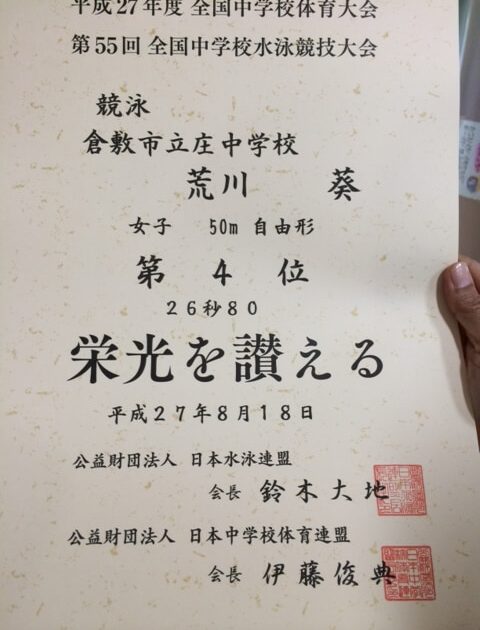 平成27年度 全国中学校体育大会
第55回 全国中学校水泳競技大会
競泳
倉敷市立庄中学校
荒川 葵
女子 50m 自由形
第 4 位
26秒80
栄光を讃える
平成27年8月18日
公益財団法人 日本水泳連盟
会長 鈴木大地
公益財団法人 日本中学校体育連盟
会長 伊藤俊典